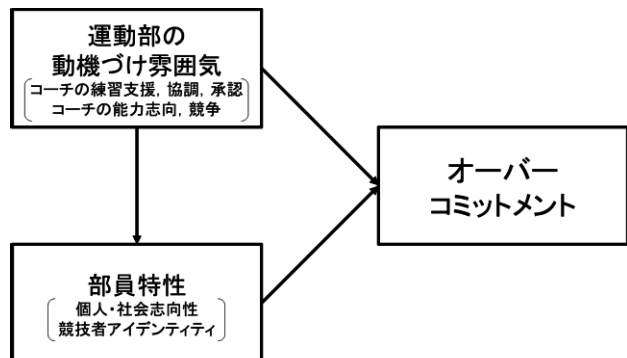 運動部の
動機づけ雰囲気
コーチの練習支援, 協調, 承認
コーチの能力志向, 競争
オーバー
コミットメント
部員特性
個人・社会志向性
競技者アイデンティティ